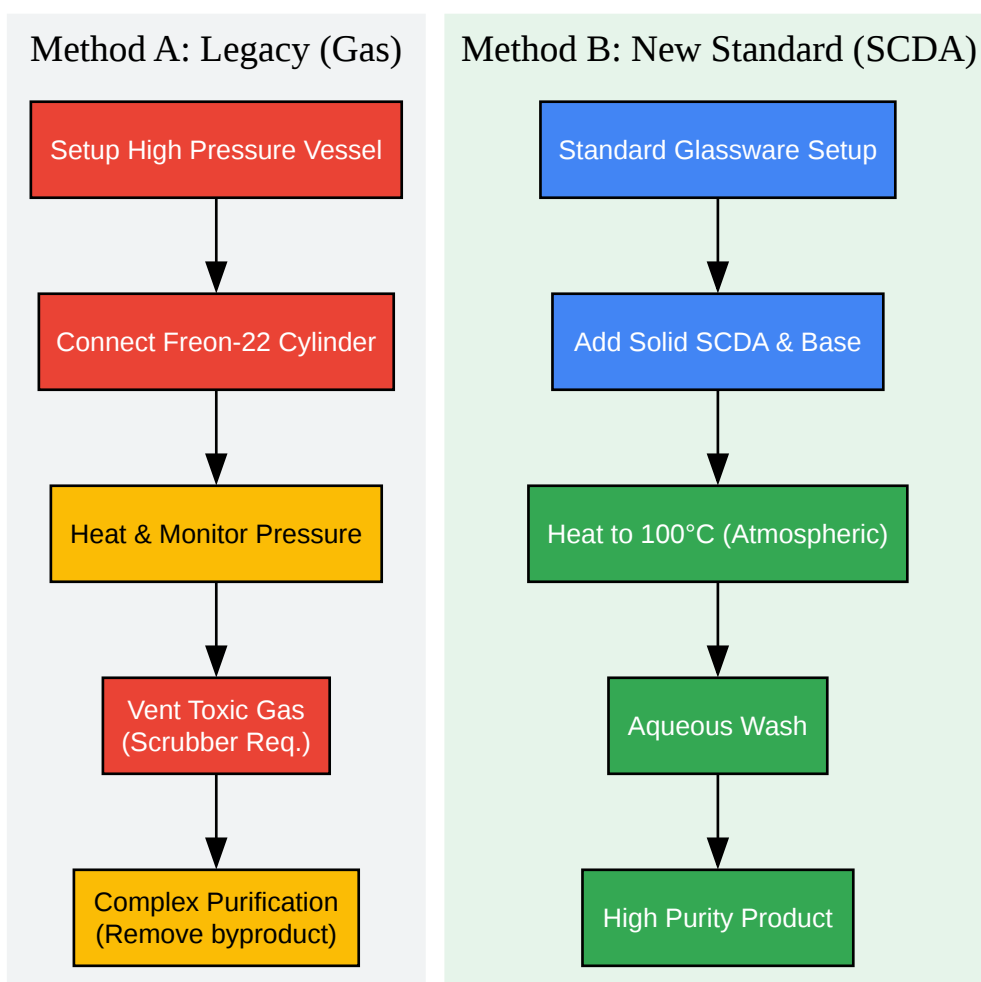 Method A: Legacy (Gas)
Setup High Pressure Vessel
Connect Freon-22 Cylinder
Heat & Monitor Pressure
Vent Toxic Gas
(Scrubber Req.)
Complex Purification
(Remove byproduct)
Method B: New Standard (SCDA)
Standard Glassware Setup
Add Solid SCDA & Base
Heat to 100°C (Atmospheric)
Aqueous Wash
High Purity Product